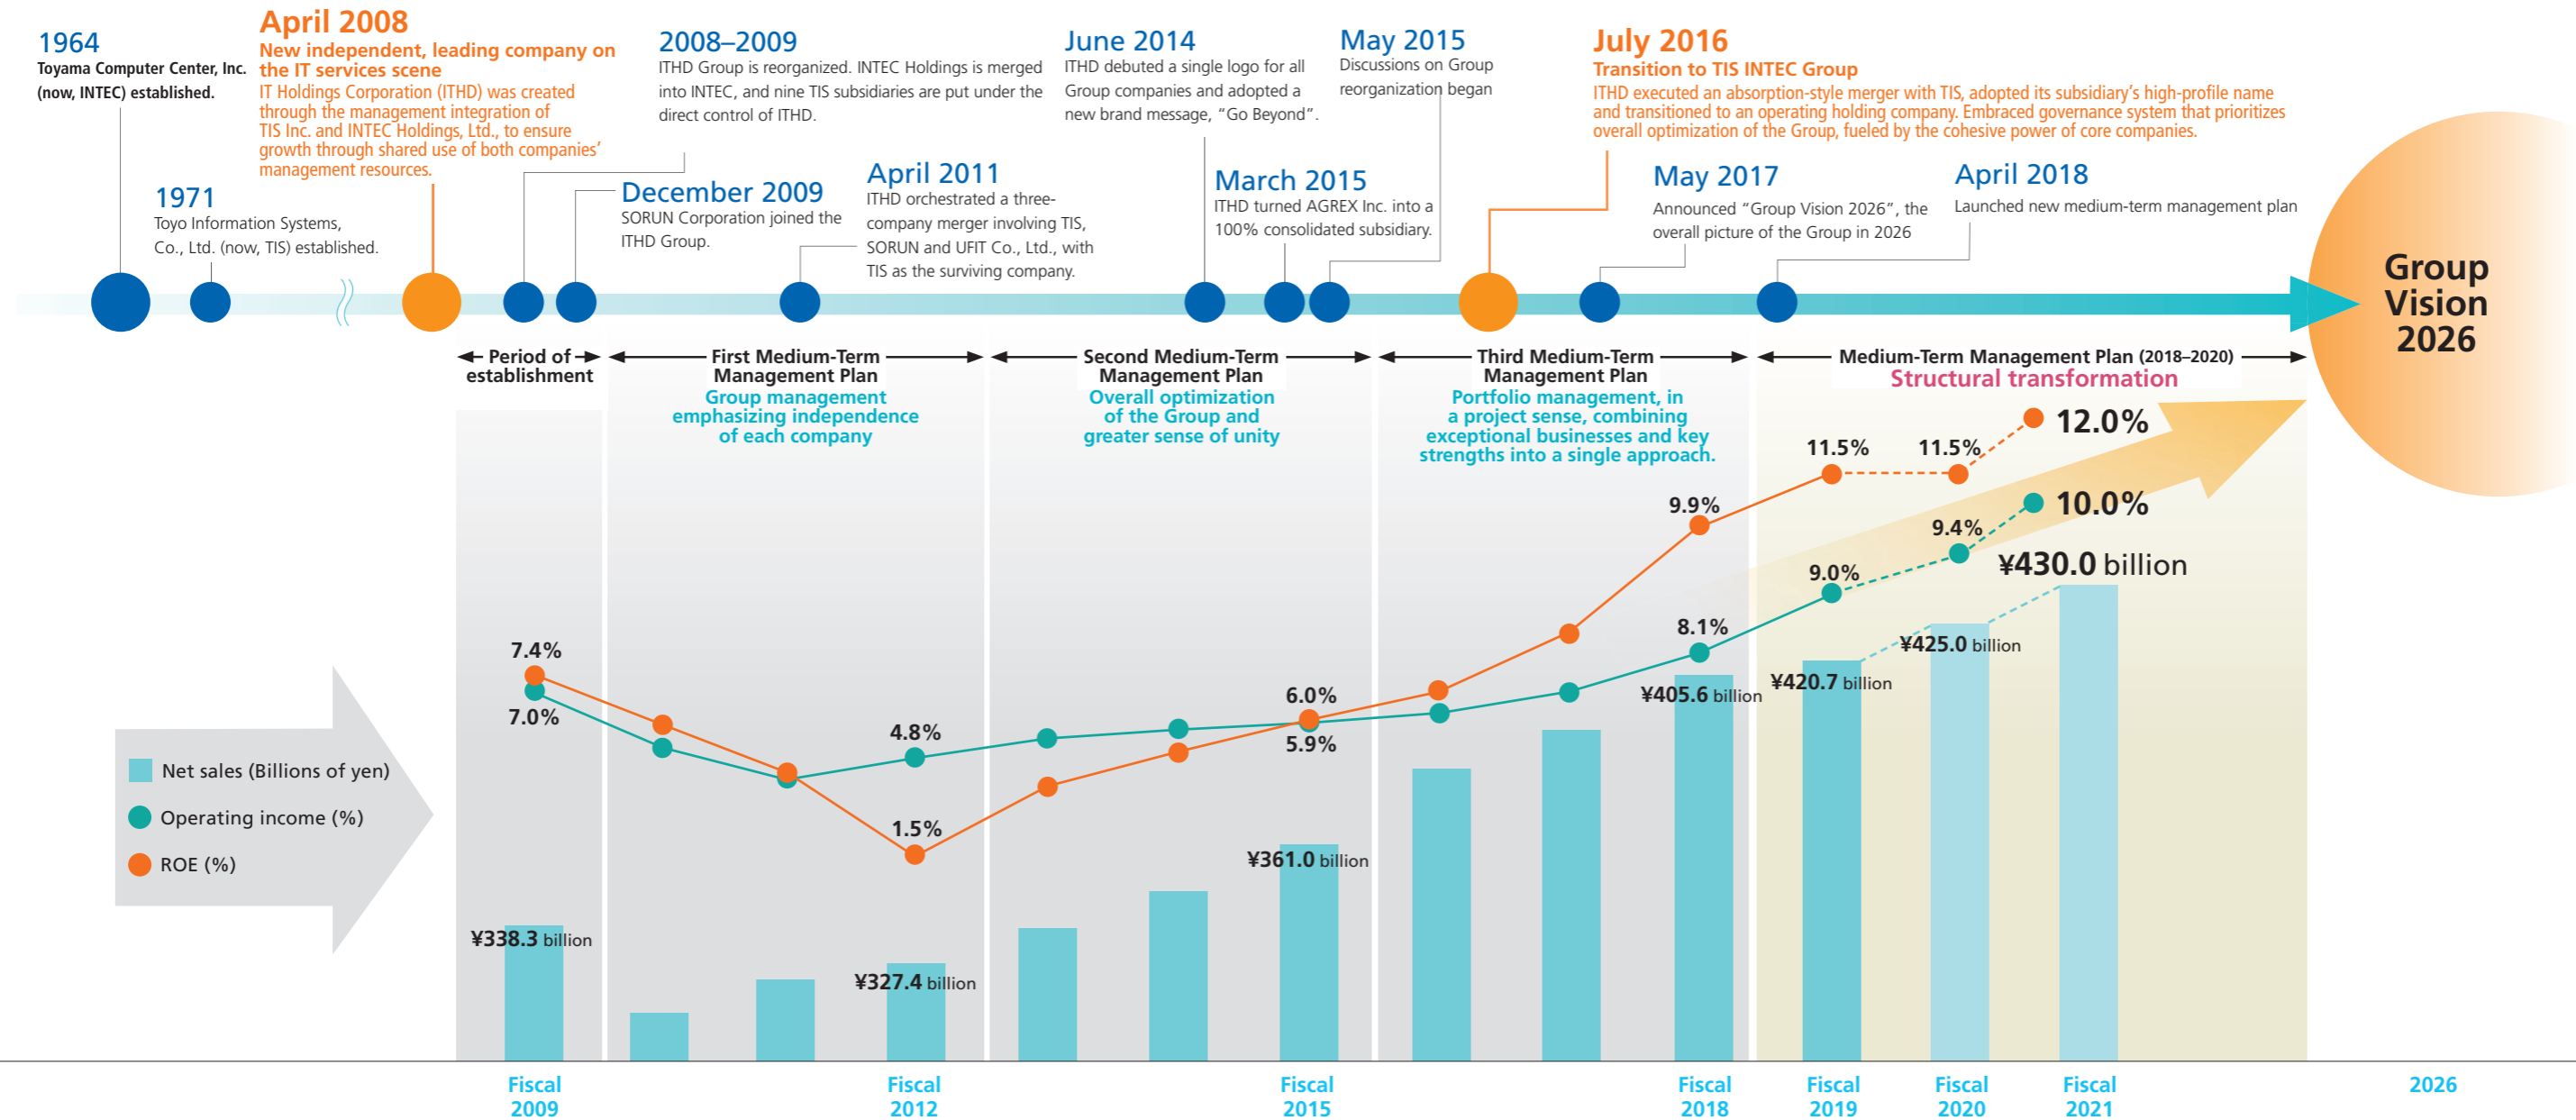 1964
Toyama Computer Center, Inc.
(now, INTEC) established.
1971
Toyo Information Systems,
Co., Ltd. (now, TIS) established.
April 2008
New independent, leading company on
the IT services scene
IT Holdings Corporation (ITHD) was created
through the management integration of
TIS Inc. and INTEC Holdings, Ltd., to ensure
growth through shared use of both companies’
management resources.
2008–2009
ITHD Group is reorganized. INTEC Holdings is merged
into INTEC, and nine TIS subsidiaries are put under the
direct control of ITHD.
December 2009
SORUN Corporation joined the
ITHD Group.
April 2011
ITHD orchestrated a three-
company merger involving TIS,
SORUN and UFIT Co., Ltd., with
TIS as the surviving company.
June 2014
ITHD debuted a single logo for all
Group companies and adopted a
new brand message, “Go Beyond”.
March 2015
ITHD turned AGREX Inc. into a
100% consolidated subsidiary.
May 2015
Discussions on Group
reorganization began
July 2016
Transition to TIS INTEC Group
ITHD executed an absorption-style merger with TIS, adopted its subsidiary’s high-profile name
and transitioned to an operating holding company. Embraced governance system that prioritizes
overall optimization of the Group, fueled by the cohesive power of core companies.
May 2017
Announced “Group Vision 2026”, the
overall picture of the Group in 2026
April 2018
Launched new medium-term management plan
Group
Vision
2026
Period of
establishment
First Medium-Term
Management Plan
Group management
emphasizing independence
of each company
Second Medium-Term
Management Plan
Overall optimization
of the Group and
greater sense of unity
Third Medium-Term
Management Plan
Portfolio management, in
a project sense, combining
exceptional businesses and key
strengths into a single approach.
Medium-Term Management Plan (2018–2020)
Structural transformation
Net sales (Billions of yen)
Operating income (%)
ROE (%)
7.4%
7.0%
¥338.3 billion
4.8%
1.5%
¥327.4 billion
6.0%
5.9%
¥361.0 billion
9.9%
8.1%
¥405.6 billion
11.5%
9.0%
¥420.7 billion
11.5%
9.4%
¥425.0 billion
12.0%
10.0%
¥430.0 billion
Fiscal
2009
Fiscal
2012
Fiscal
2015
Fiscal
2018
Fiscal
2019
Fiscal
2020
Fiscal
2021
2026